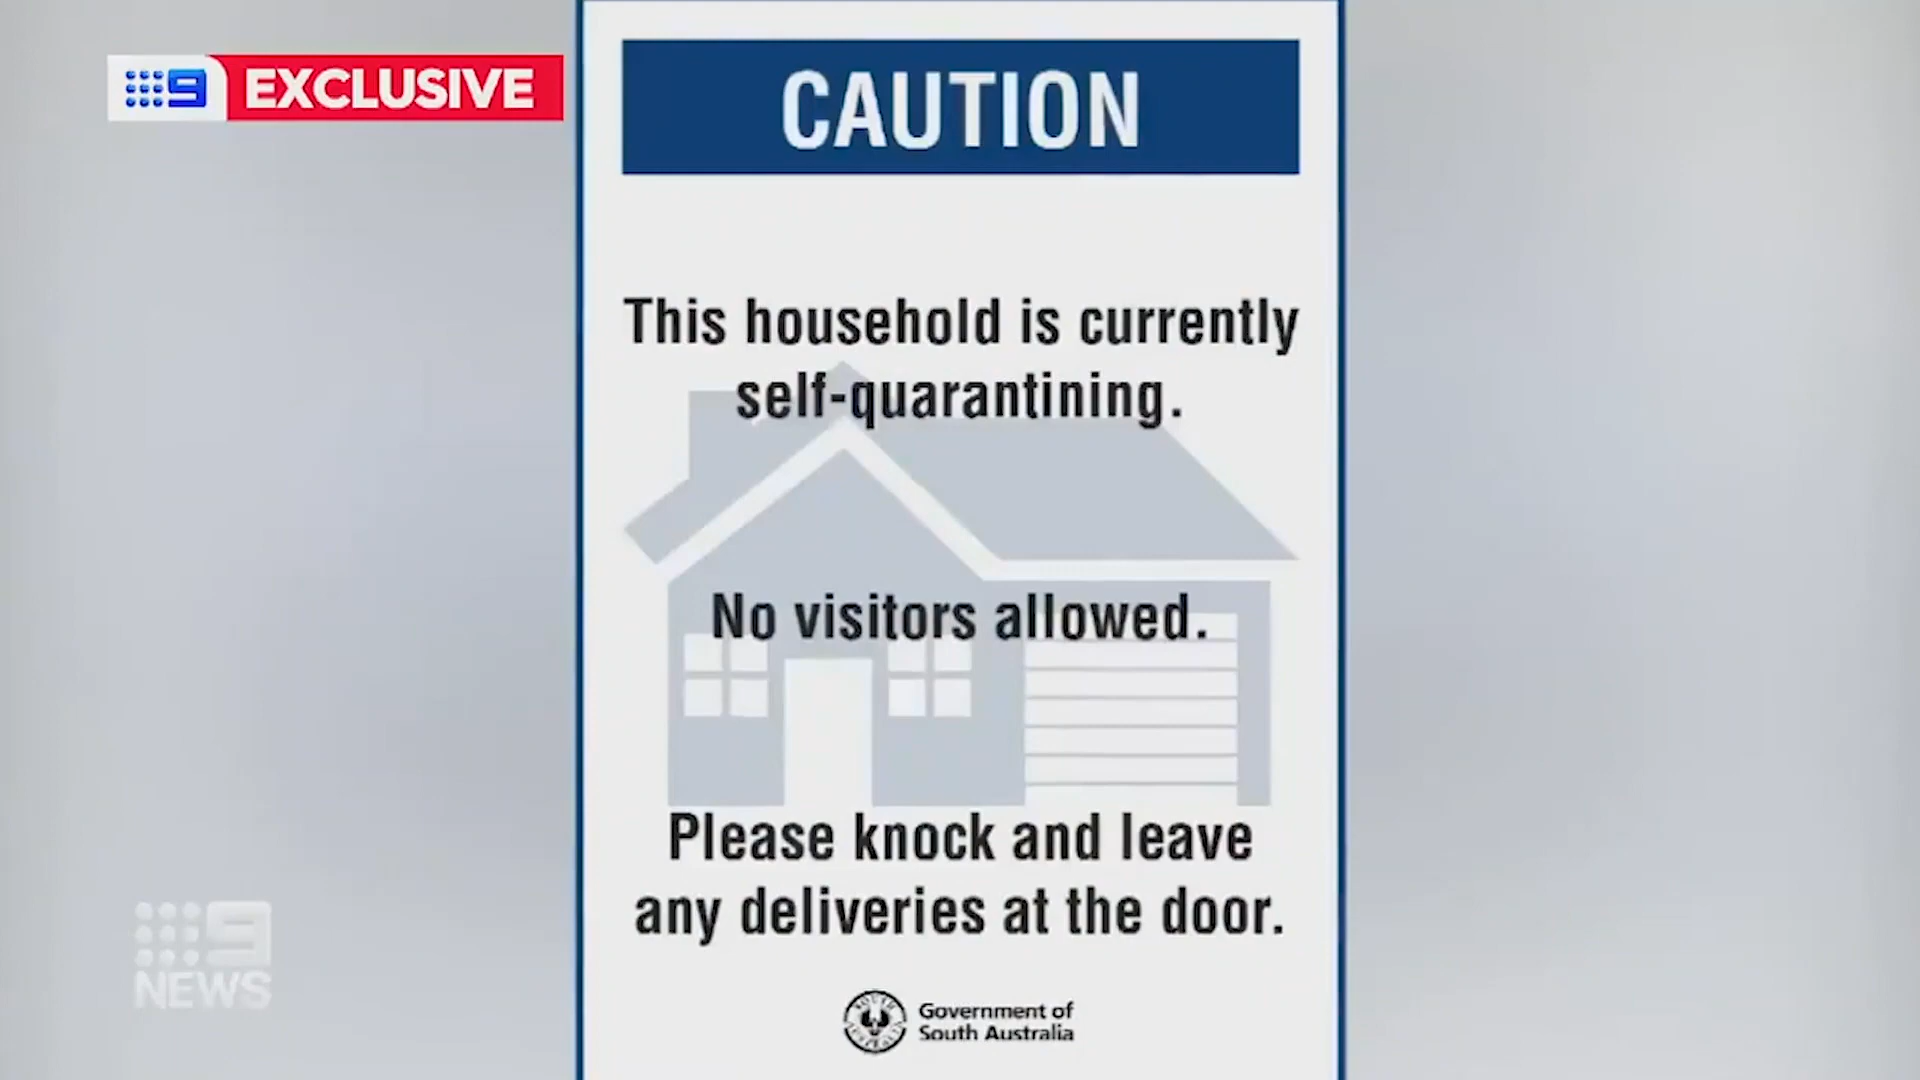 9 EXCLUSIVE
CAUTION
This household is currently
self-quarantining.
No visitors allowed.
Please knock and leave
any deliveries at the door.
Government of
South Australia
9
NEWS